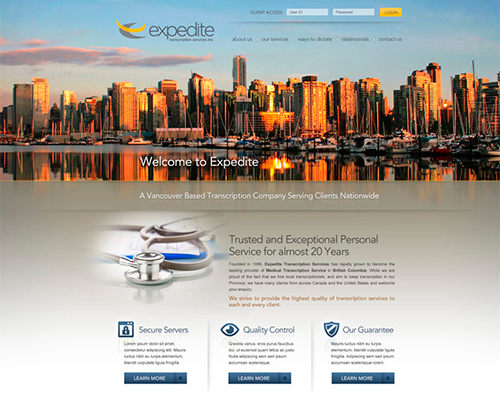 CLIENT ACCESS: User ID Password LOGIN
expedite
transcription services inc.
about us our services ways to dictate testimonials contact us
Welcome to Expedite
A Vancouver Based Transcription Company Serving Clients Nationwide
Trusted and Exceptional Personal
Service for almost 20 Years
Founded in 1996, Expedite Transcription Services has rapidly grown to become the
leading provider of Medical Transcription Service in British Columbia. While we are
proud of the fact that we hire local transcriptionists, and aim to keep transcription in our
Province, we have many clients from across Canada and the United States and welcome
your enquiry
We strive to provide the highest quality of transcription services to
each and every client.
Secure Servers
Lorem ipsum dolor sit amet,
consectetur adipiscing elit. Mauris
luctus nibh eu turpis elementum,
blandit vulputate ligula fringilla.
LEARN MORE
Quality Control
Gravida varius, eros purus faucibus
dui, ut euismod quam tellus ac justo
Nulla adipiscing sem sed ipsum
accumsan sedconsequat.
LEARN MORE
Our Guarantee
Mauris luctus nibh eu turpis
elementum, blandit vulputate ligula
fringilla. Nulla adipiscing sem sed
ipsum accumsan
LEARN MORE